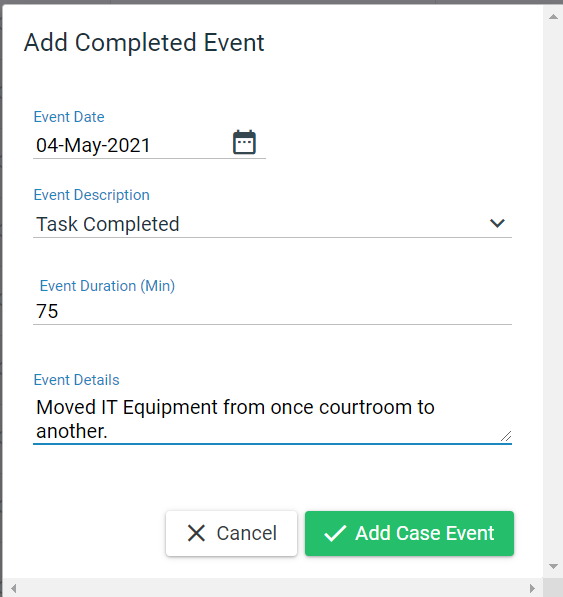 Add Completed Event
Event Date
04-May-2021
Event Description
Task Completed
Event Duration (Min)
75
Event Details
Moved IT Equipment from once courtroom to
another.
Cancel
Add Case Event